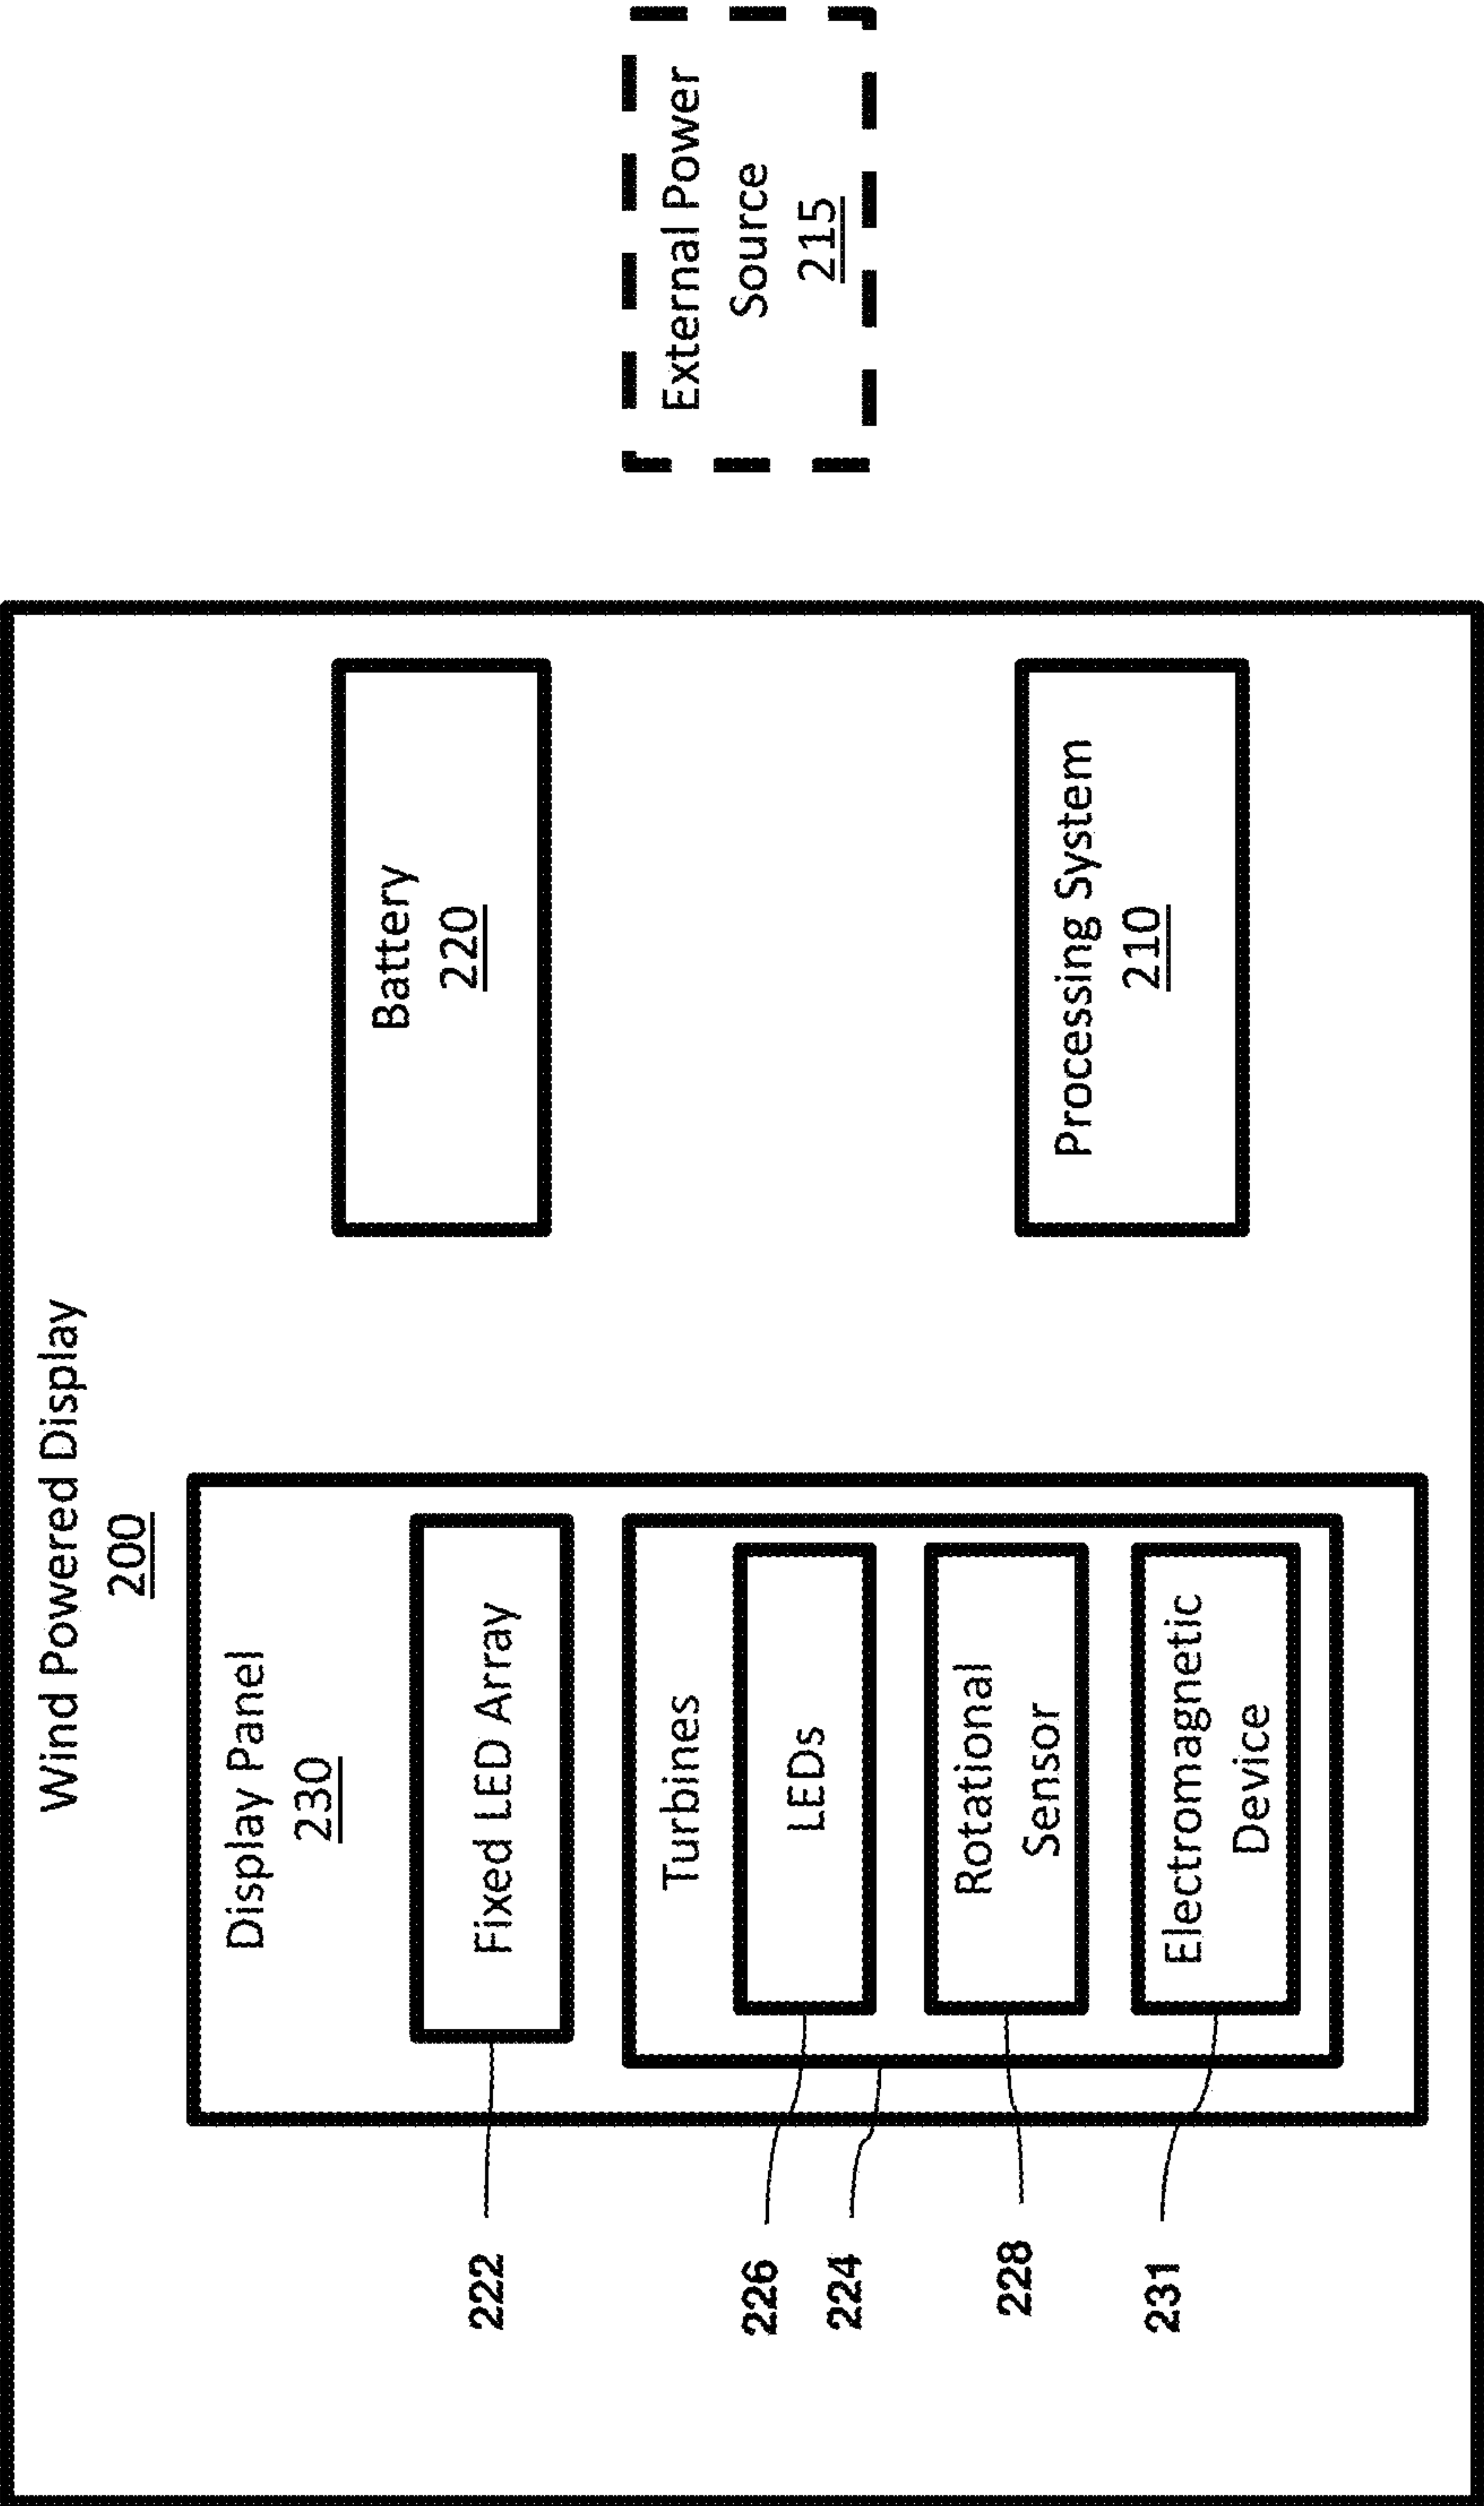 Wind Powered Display
200
Display Panel
230
Fixed LED Array
Turbines
LEDs
Rotational
Sensor
Electromagnetic
Device
222
226
224
228
231
Battery
220
Processing System
210
External Power
Source
215